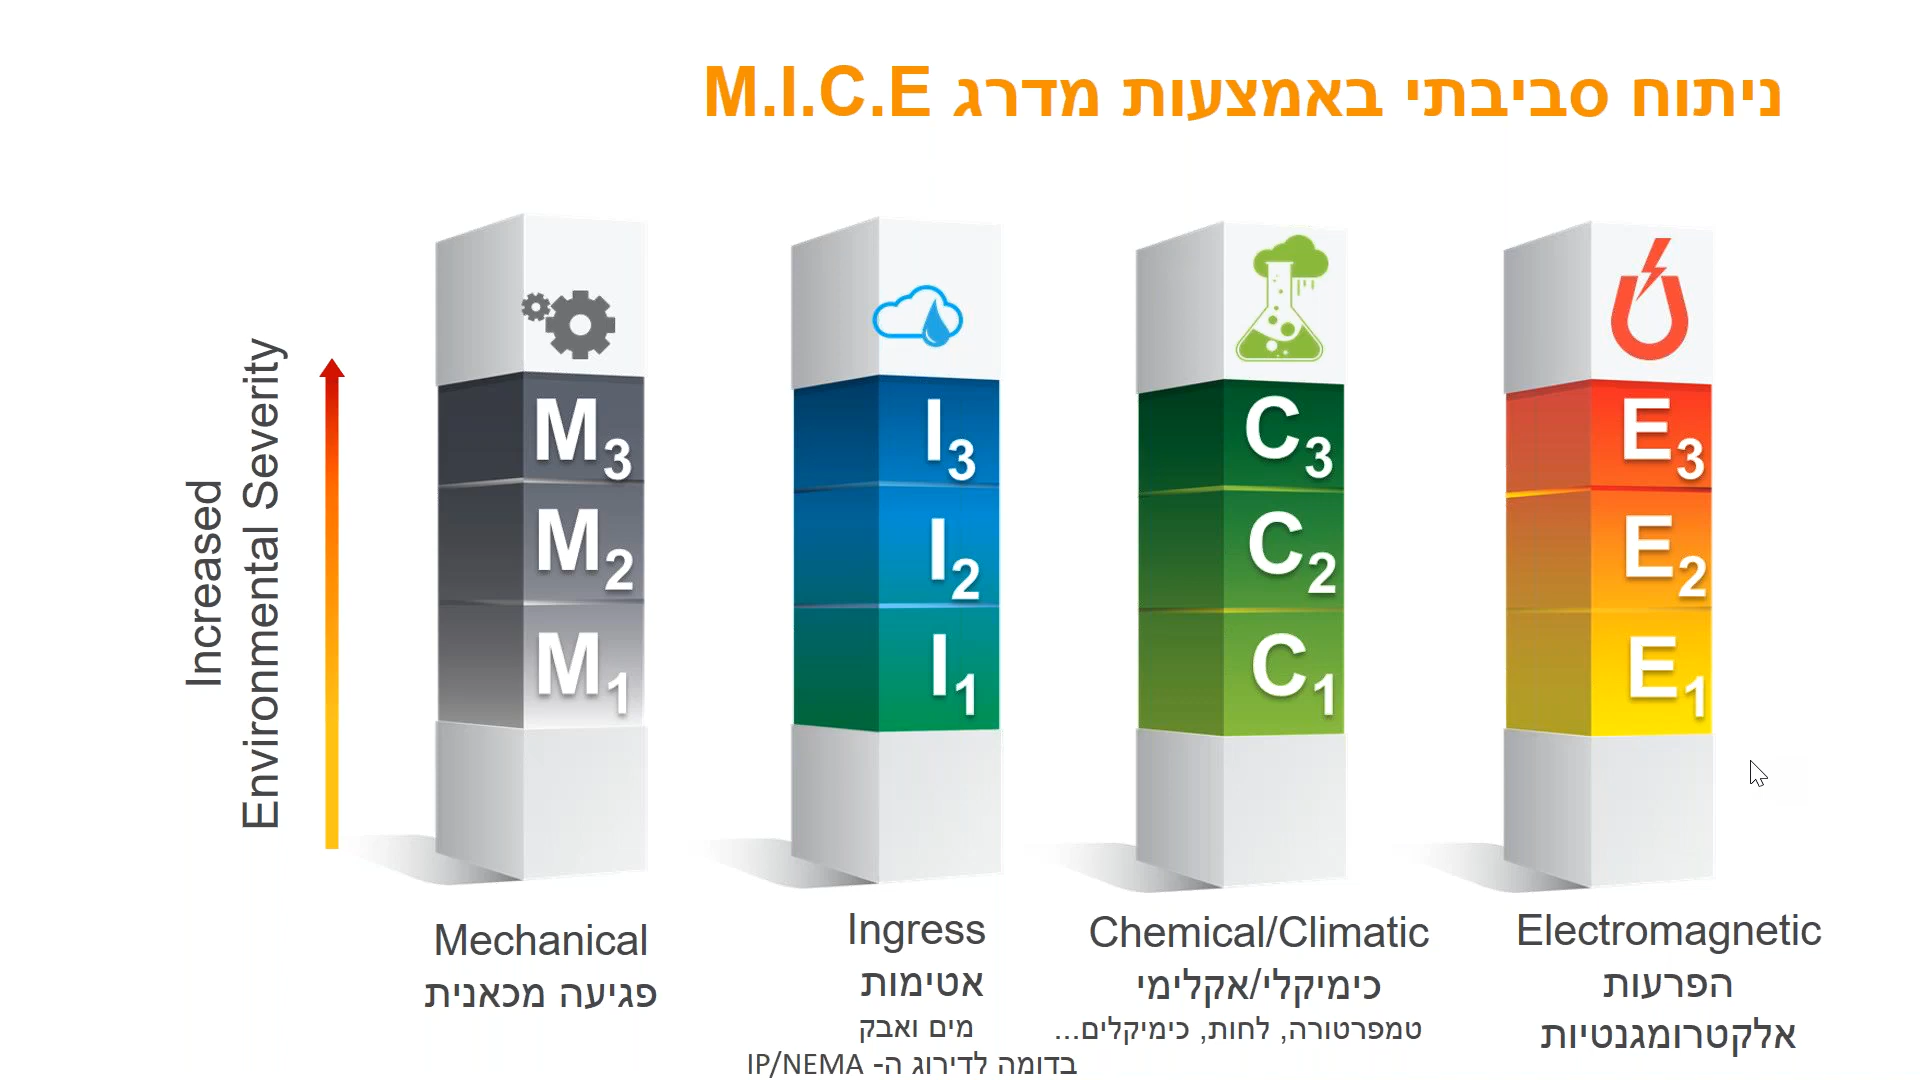 ניתוח סביבתי באמצעות מדרג M.I.C.E
Increased
Environmental Severity
M3
M2
M1
I3
I2
I1
C3
C2
C1
E3
E2
E1
Mechanical
פגיעה מכאנית
Ingress
אטימות
מים ואבק
בדומה לדירוג ה- IP/NEMA
Chemical/Climatic
כימיקלי/אקלימי
טמפרטורה, לחות, כימיקלים...
Electromagnetic
הפרעות
אלקטרומגנטיות